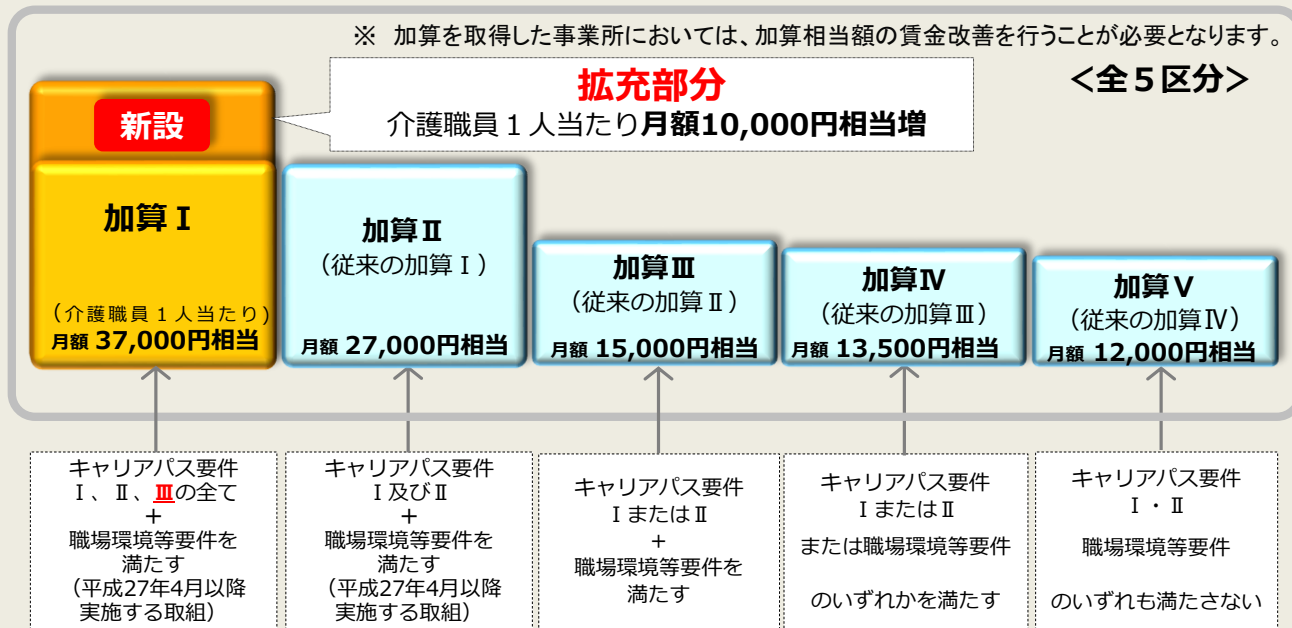 ※ 加算を取得した事業所においては、加算相当額の賃金改善を行うことが必要となります。
<全5区分>
拡充部分
介護職員1人当たり月額10,000円相当増
新設
加算Ⅰ
(介護職員1人当たり)
月額 37,000円相当
加算Ⅱ
(従来の加算Ⅰ)
月額 27,000円相当
加算Ⅲ
(従来の加算Ⅱ)
月額 15,000円相当
加算Ⅳ
(従来の加算Ⅲ)
月額 13,500円相当
加算Ⅴ
(従来の加算Ⅳ)
月額 12,000円相当
キャリアパス要件
Ⅰ、Ⅱ、Ⅲの全て
+
職場環境等要件を
満たす
(平成27年4月以降
実施する取組)
キャリアパス要件
Ⅰ及びⅡ
+
職場環境等要件を
満たす
(平成27年4月以降
実施する取組)
キャリアパス要件
ⅠまたはⅡ
+
職場環境等要件を
満たす
キャリアパス要件
ⅠまたはⅡ
または職場環境等要件
のいずれかを満たす
キャリアパス要件
Ⅰ・Ⅱ
職場環境等要件
のいずれも満たさない